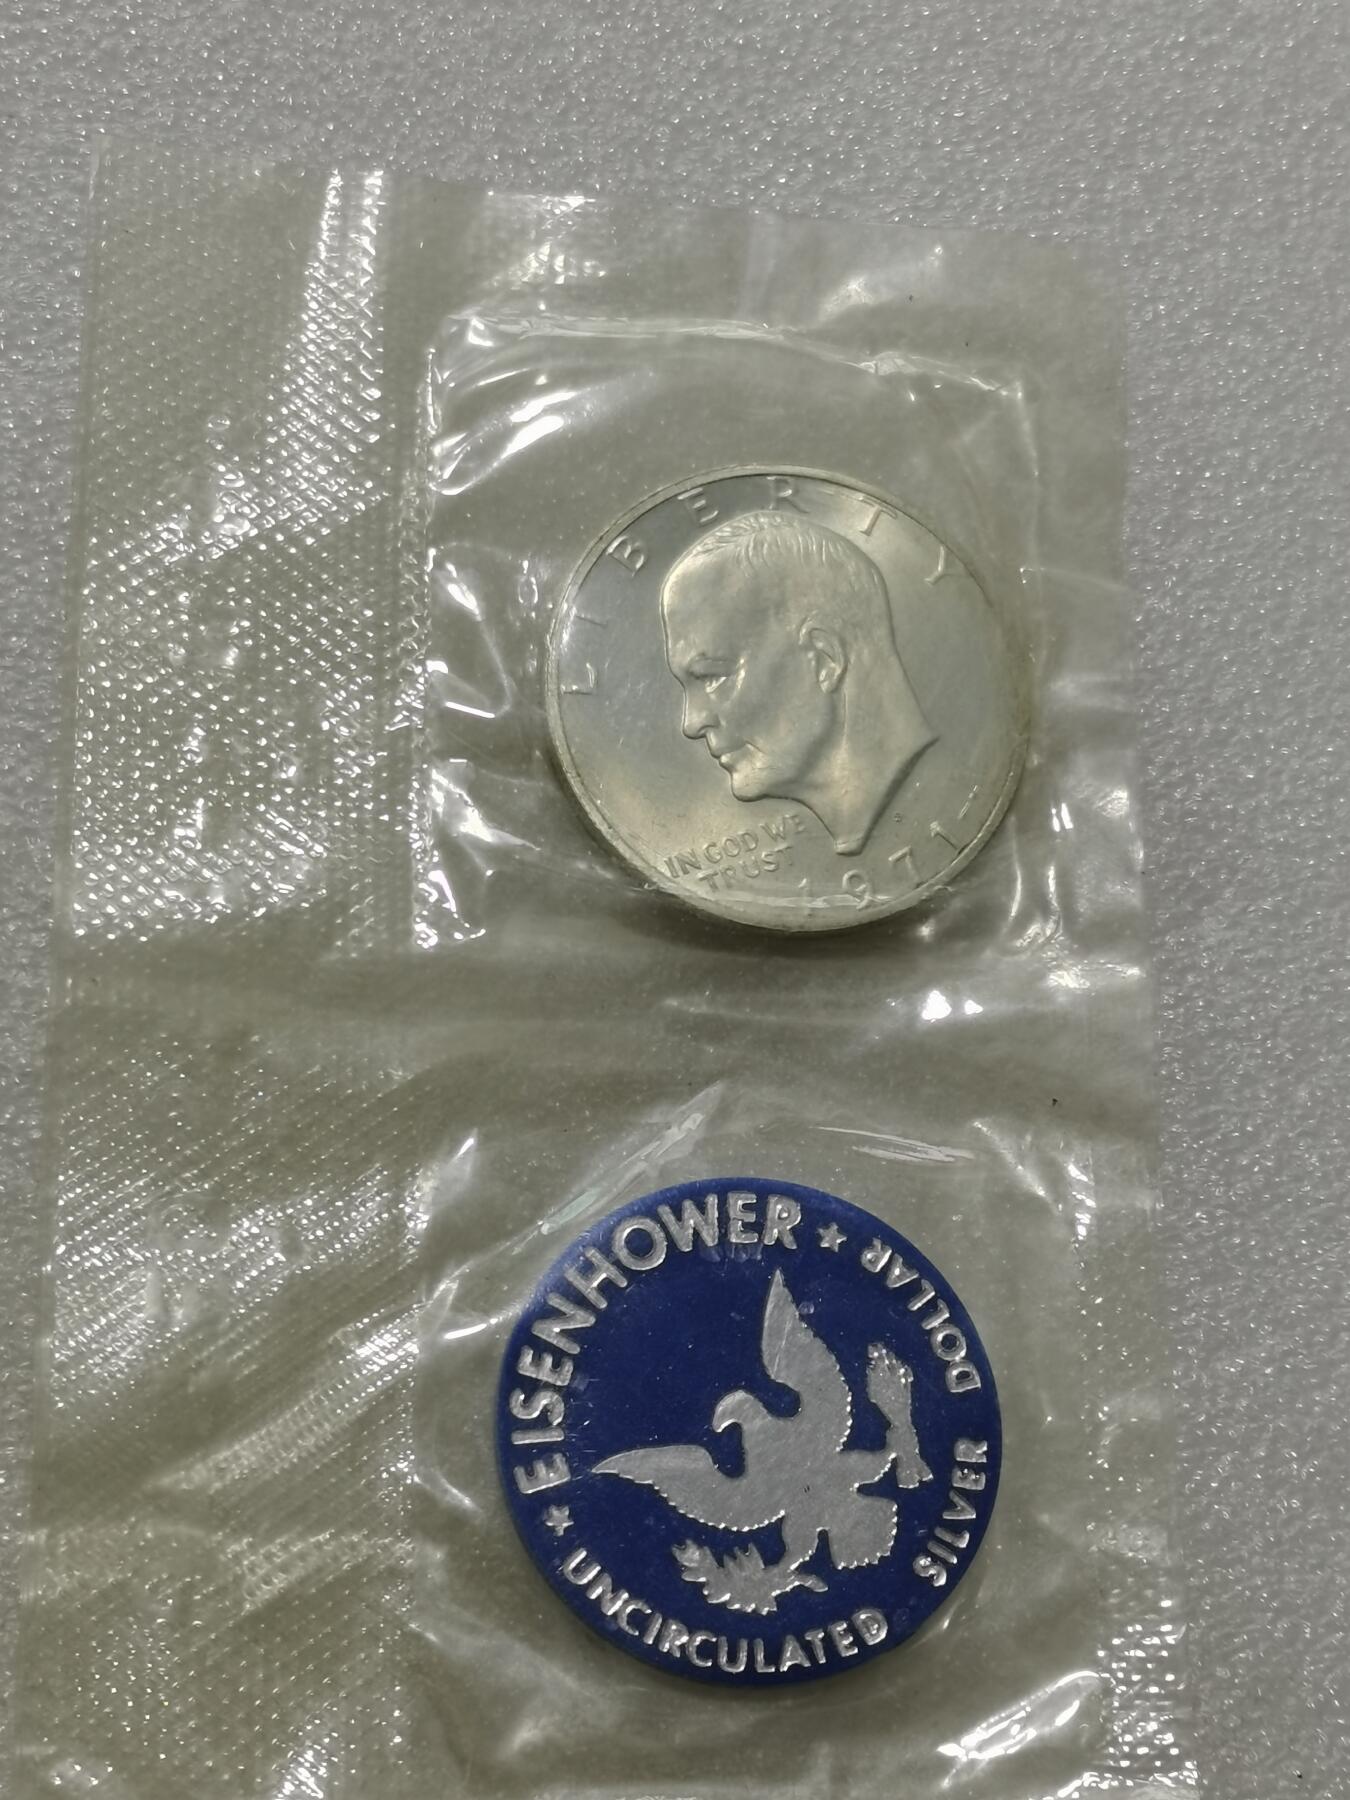 LIBERTY
IN GOD WE
TRUST
S
1971
EISENHOWER ★ DOLLAR
SILVER
★ UNCIRCULATED